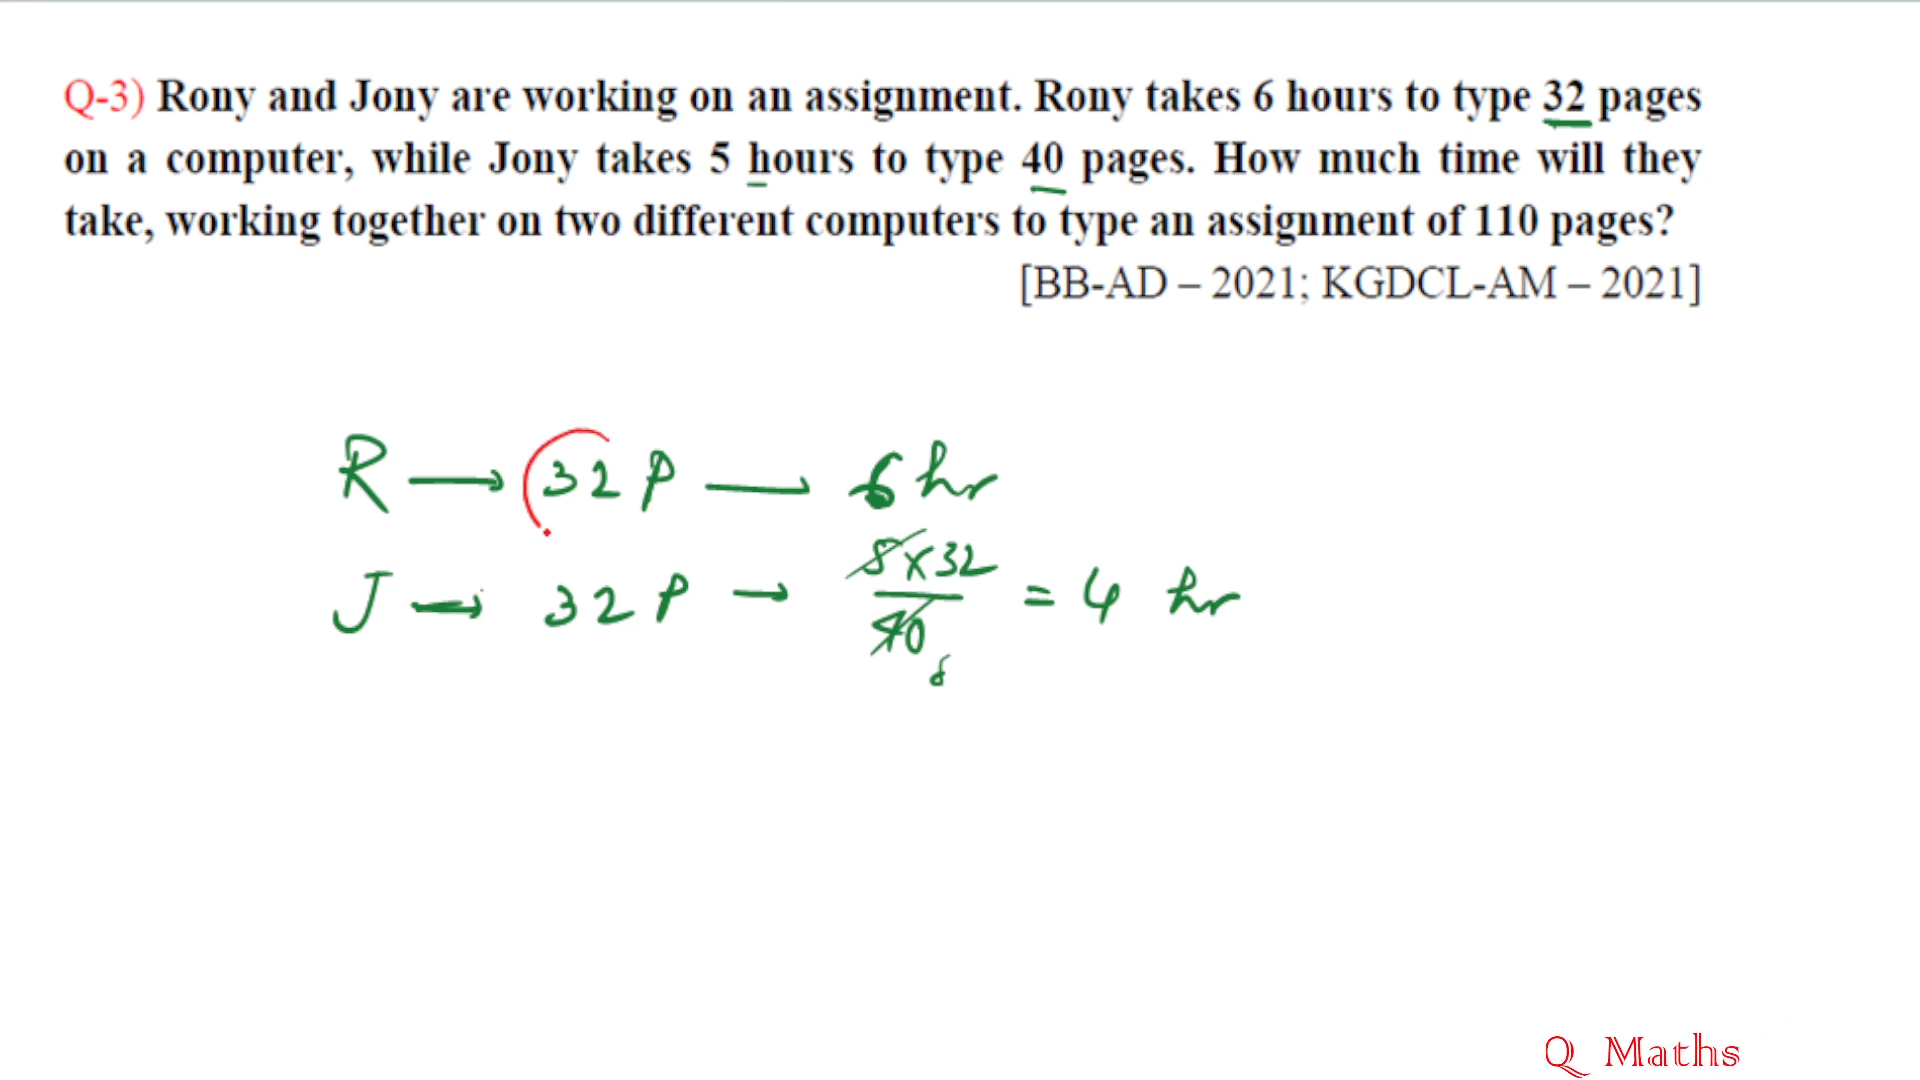 Q-3) Rony and Jony are working on an assignment. Rony takes 6 hours to type 32 pages
on a computer, while Jony takes 5 hours to type 40 pages. How much time will they
take, working together on two different computers to type an assignment of 110 pages?
[BB-AD – 2021; KGDCL-AM – 2021]
R → 32 P → 6 hr
J → 32 P → 5×32/40 = 4 hr
8
Q Maths